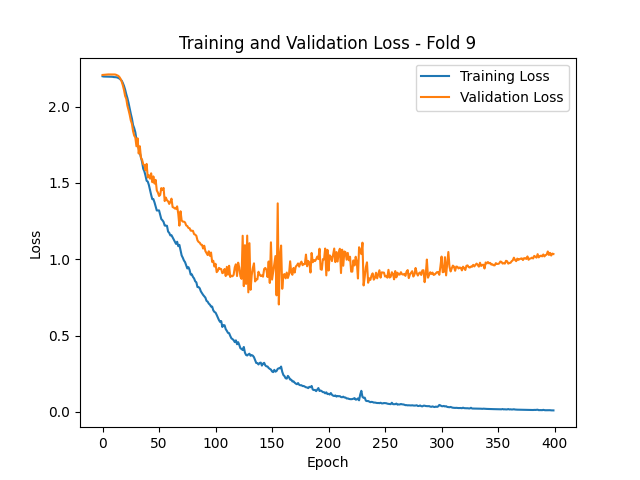 Training and Validation Loss - Fold 9
Training Loss
Validation Loss
2.0
1.5
1.0
0.5
0.0
Loss
0 50 100 150 200 250 300 350 400
Epoch